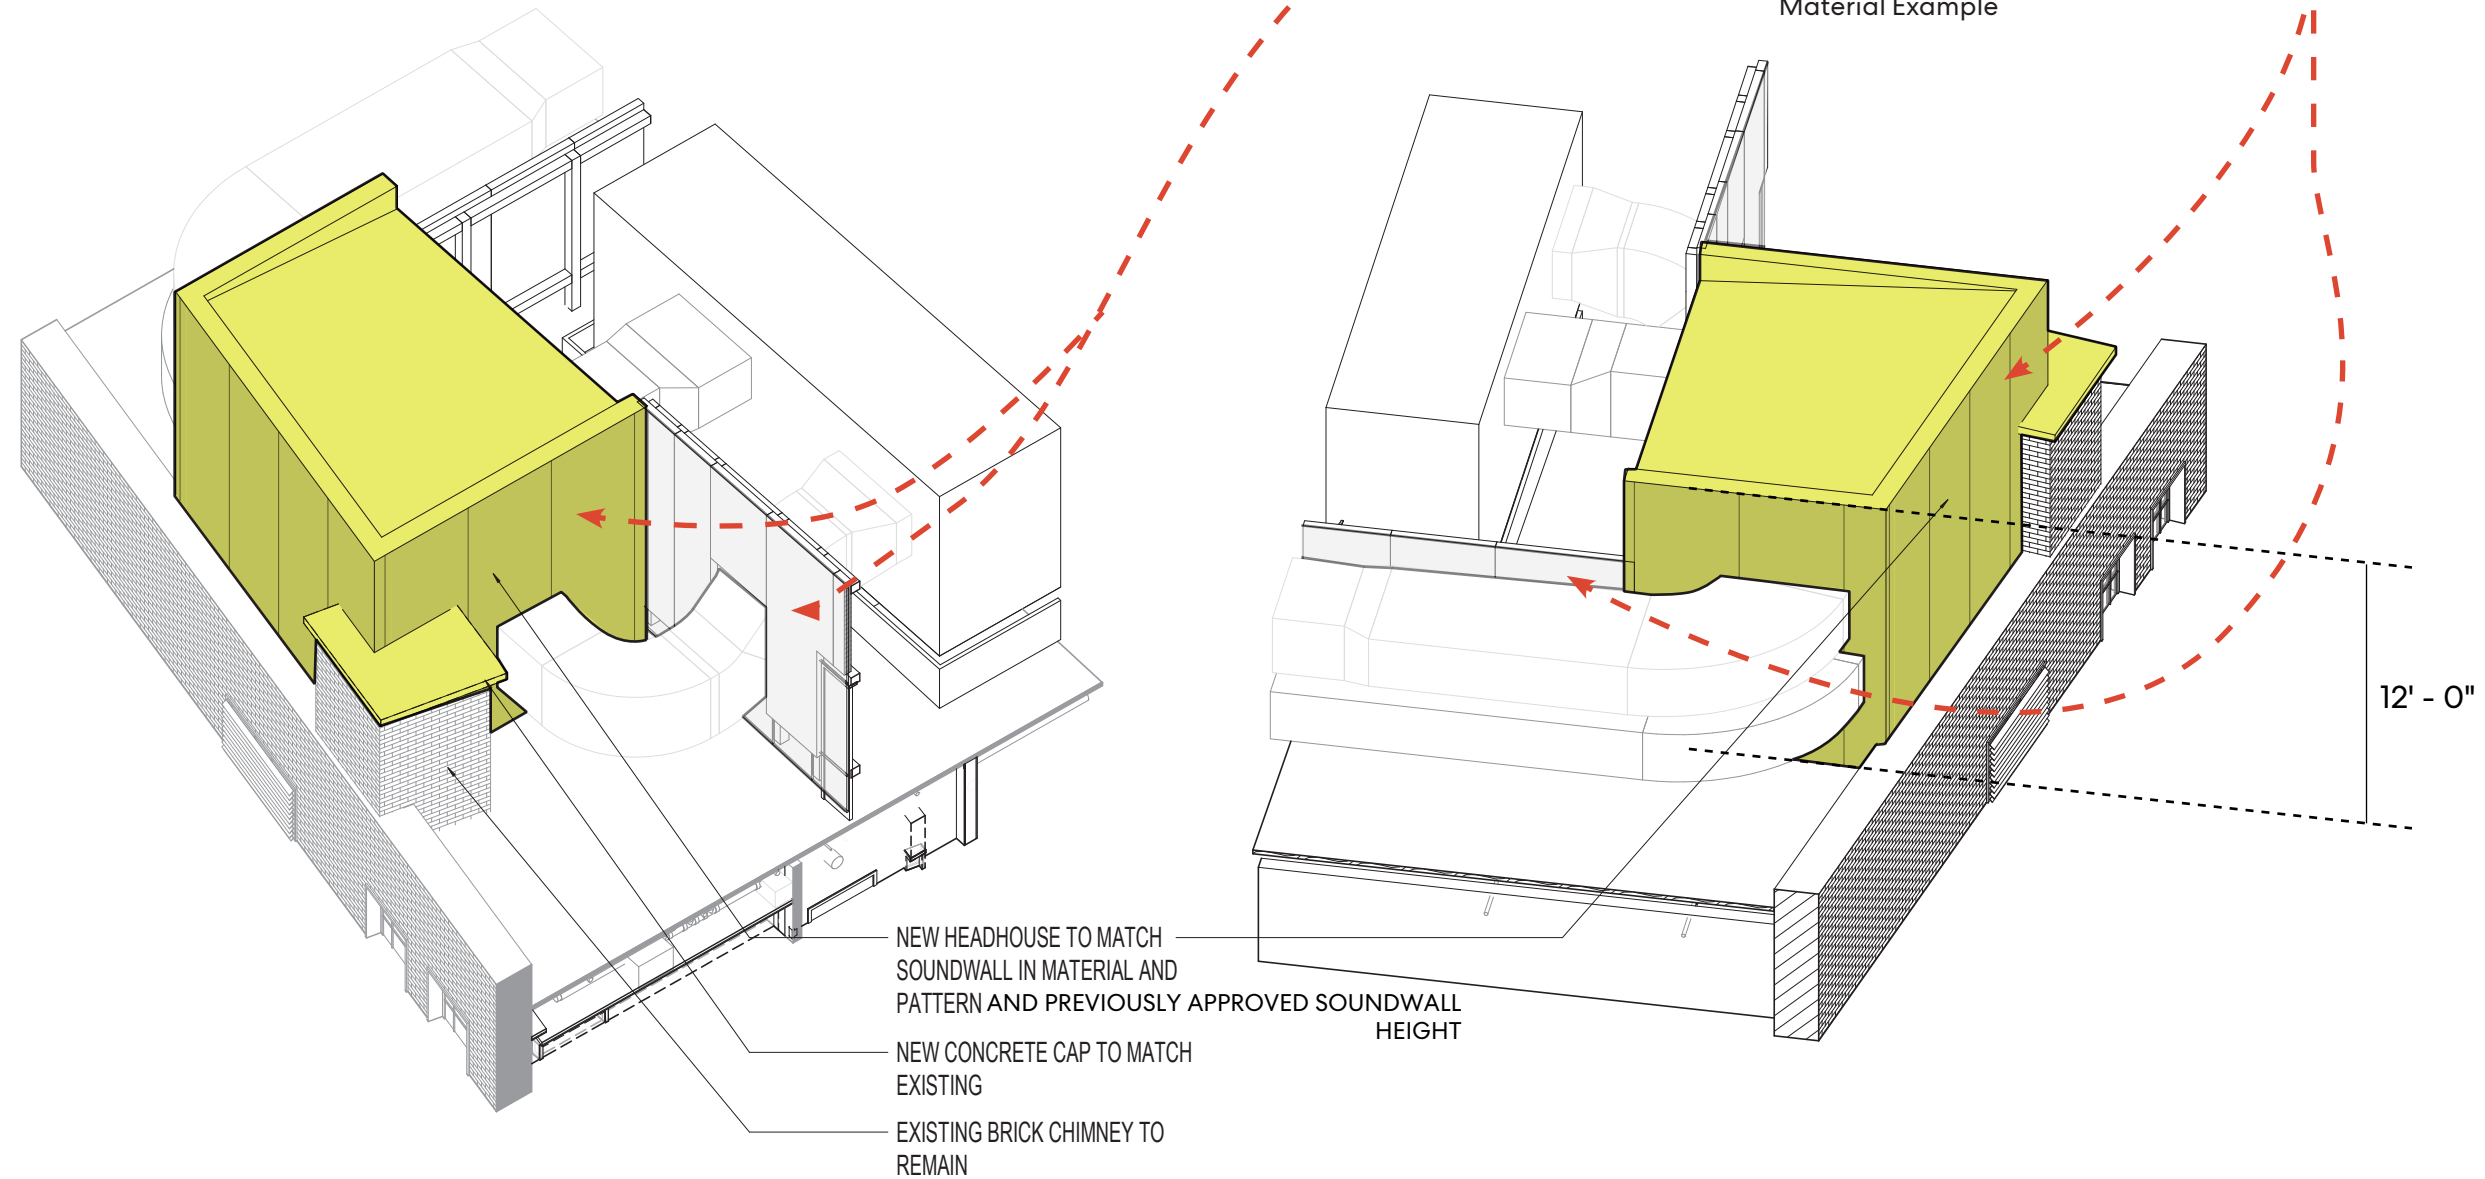 Material Example
12' - 0"
NEW HEADHOUSE TO MATCH
SOUNDWALL IN MATERIAL AND
PATTERN AND PREVIOUSLY APPROVED SOUNDWALL
HEIGHT
NEW CONCRETE CAP TO MATCH
EXISTING
EXISTING BRICK CHIMNEY TO
REMAIN